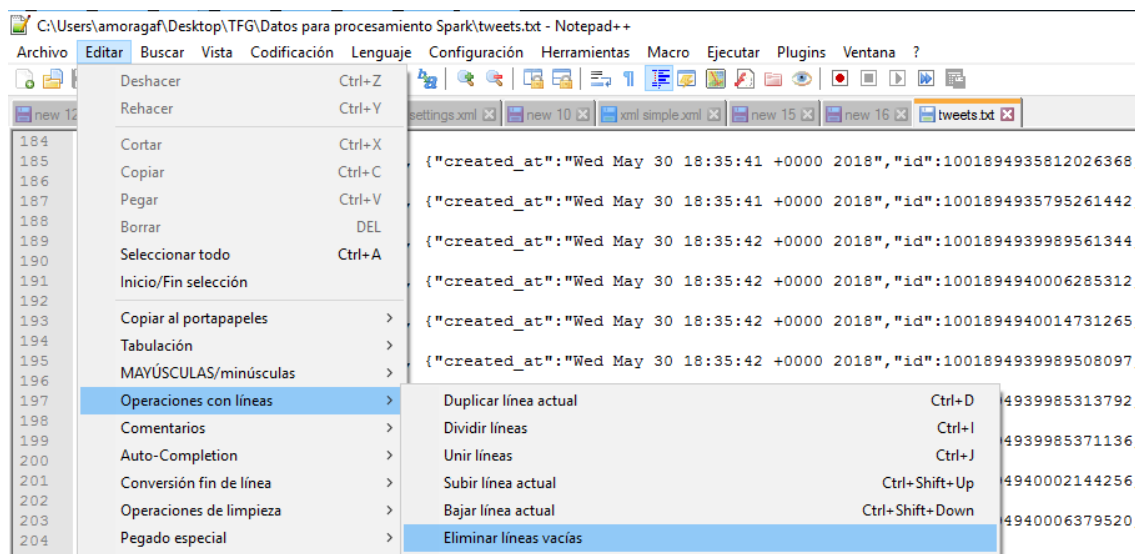 C:\Users\amoragaf\Desktop\TFG\Datos para procesamiento Spark\tweets.txt - Notepad++
Archivo Editar Buscar Vista Codificación Lenguaje Configuración Herramientas Macro Ejecutar Plugins Ventana ?
new 12 settings.xml new 10 xml simple.xml new 15 new 16 tweets.txt
Deshacer Ctrl+Z
Rehacer Ctrl+Y
Cortar Ctrl+X
Copiar Ctrl+C
Pegar Ctrl+V
Borrar DEL
Seleccionar todo Ctrl+A
Inicio/Fin selección
Copiar al portapapeles >
Tabulación >
MAYÚSCULAS/minúsculas >
Operaciones con líneas >
Comentarios >
Auto-Completion >
Conversión fin de línea >
Operaciones de limpieza >
Pegado especial >
Duplicar línea actual Ctrl+D
Dividir líneas Ctrl+I
Unir líneas Ctrl+J
Subir línea actual Ctrl+Shift+Up
Bajar línea actual Ctrl+Shift+Down
Eliminar líneas vacías
184
185 , {"created_at":"Wed May 30 18:35:41 +0000 2018","id":1001894935812026368
186
187 , {"created_at":"Wed May 30 18:35:41 +0000 2018","id":1001894935795261442
188
189 , {"created_at":"Wed May 30 18:35:42 +0000 2018","id":1001894939989561344
190
191 , {"created_at":"Wed May 30 18:35:42 +0000 2018","id":1001894940006285312
192
193 , {"created_at":"Wed May 30 18:35:42 +0000 2018","id":1001894940014731265
194
195 , {"created_at":"Wed May 30 18:35:42 +0000 2018","id":1001894939989508097
196
197 4939985313792
198
199 4939985371136
200
201 4940002144256
202
203 4940006379520
204